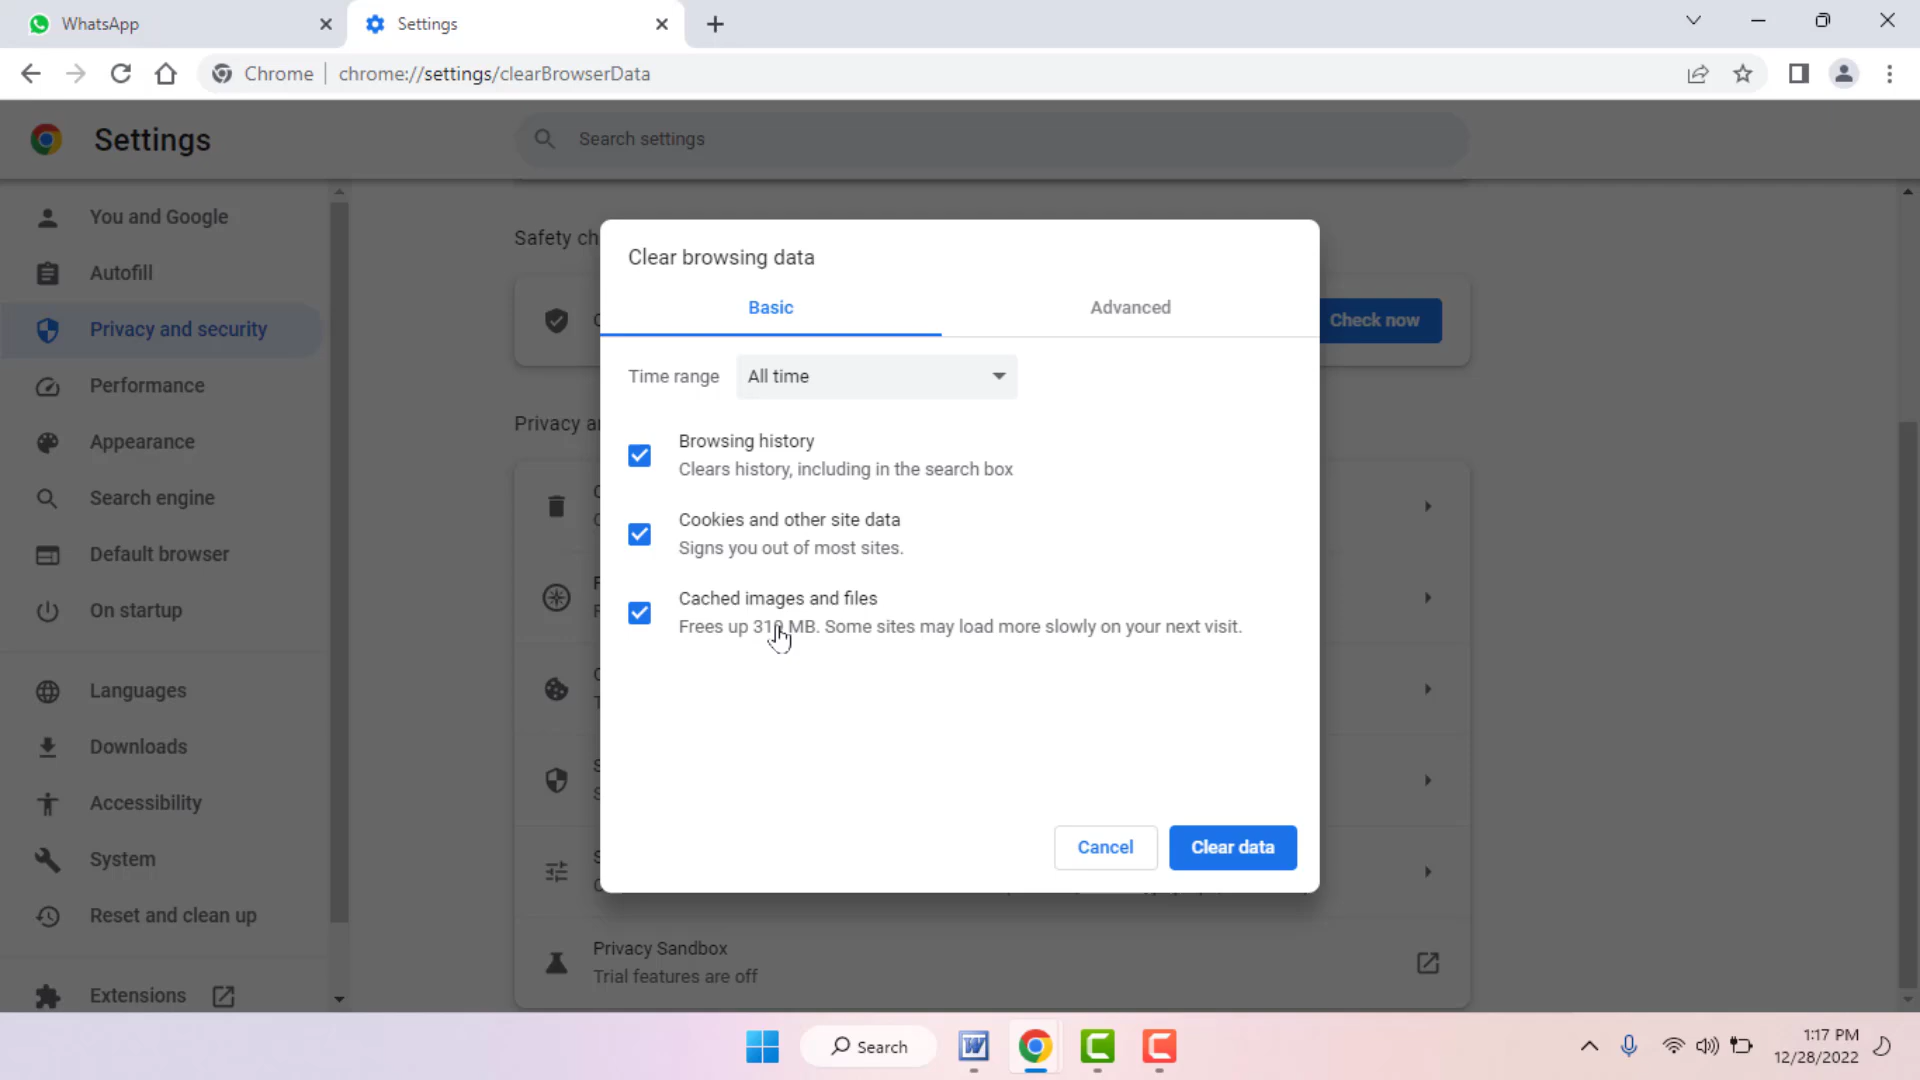 WhatsApp
Settings
Chrome
chrome://settings/clearBrowserData
Settings
Search settings
You and Google
Autofill
Privacy and security
Performance
Appearance
Search engine
Default browser
On startup
Languages
Downloads
Accessibility
System
Reset and clean up
Extensions
Safety ch
Check now
Privacy a
Clear browsing data
Basic
Advanced
Time range
All time
Browsing history
Clears history, including in the search box
Cookies and other site data
Signs you out of most sites.
Cached images and files
Frees up MB. Some sites may load more slowly on your next visit.
Cancel
Clear data
Privacy Sandbox
Trial features are off
Search
1:17 PM
12/28/2022